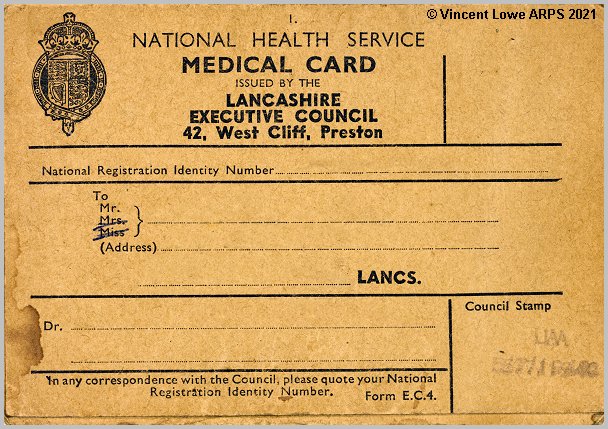 © Vincent Lowe ARPS 2021
I.
NATIONAL HEALTH SERVICE
MEDICAL CARD
ISSUED BY THE
LANCASHIRE
EXECUTIVE COUNCIL
42, West Cliff, Preston
National Registration Identity Number
To
Mr.
Mrs.
Miss
(Address)
LANCS.
Council Stamp
Dr.
In any correspondence with the Council, please quote your National
Registration Identity Number. Form E.C.4.